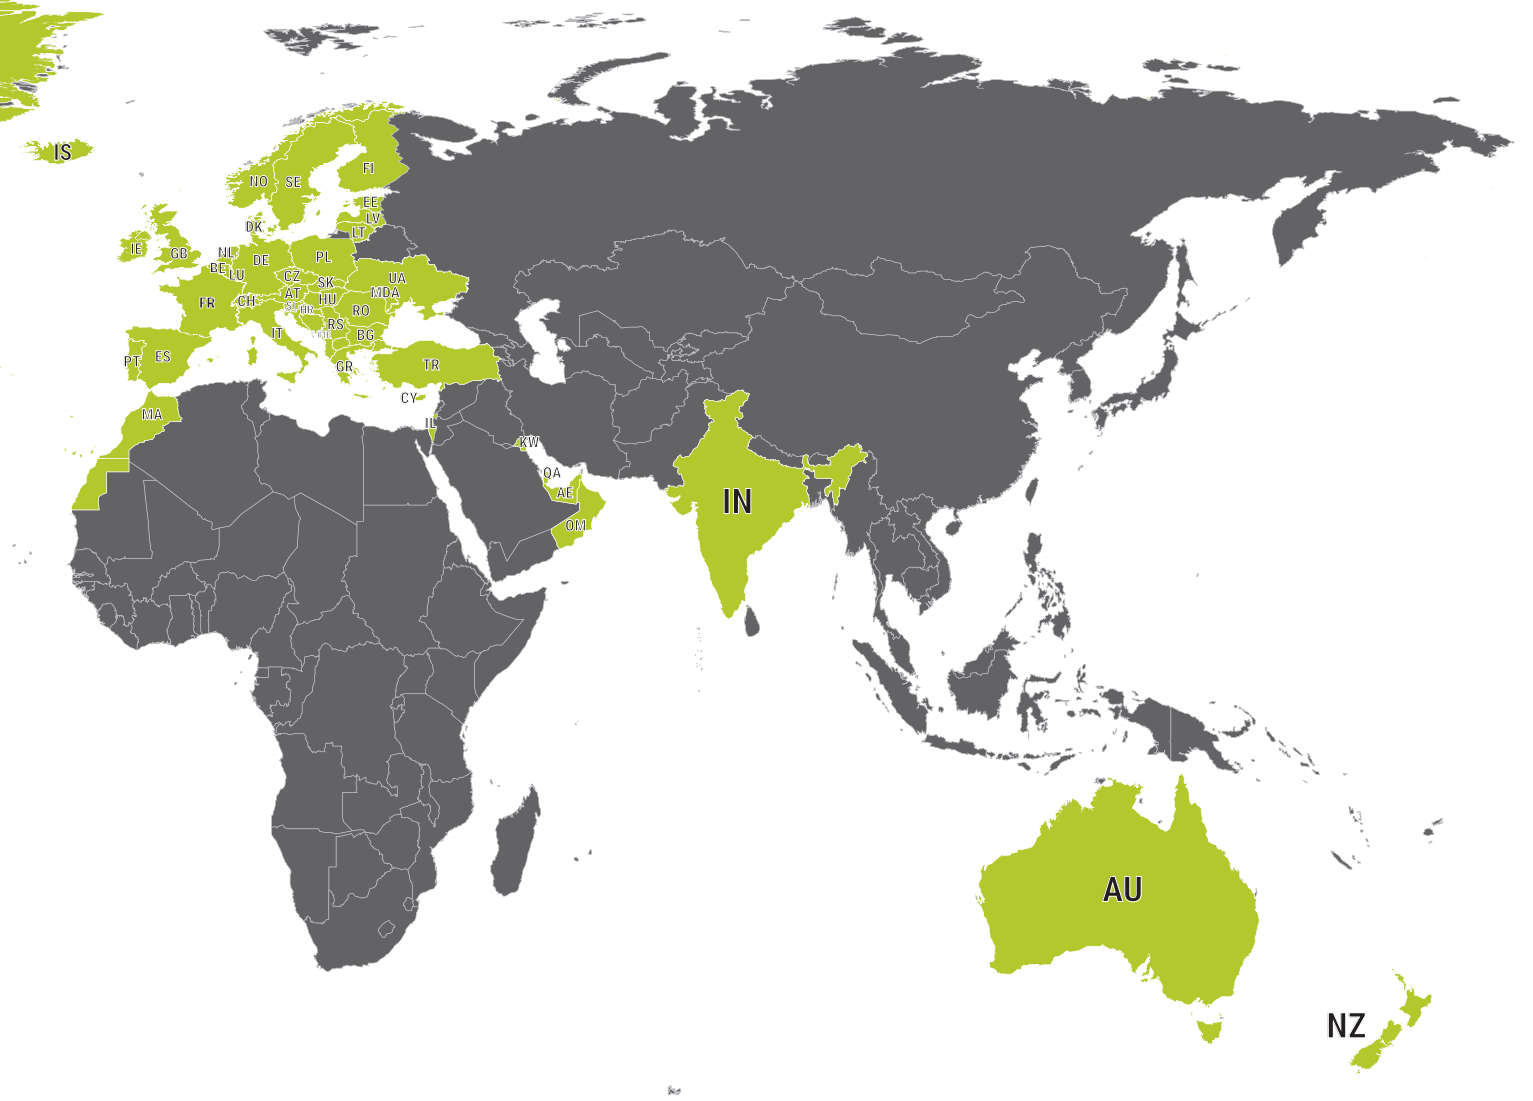 IS
NO
SE
FI
EE
LV
LT
DK
IE
GB
NL
BE
LU
DE
PL
CZ
SK
UA
MDA
FR
CH
AT
HU
HR
RO
RS
BG
IT
PT
ES
GR
TR
CY
MA
IL
KW
QA
AE
OM
IN
AU
NZ